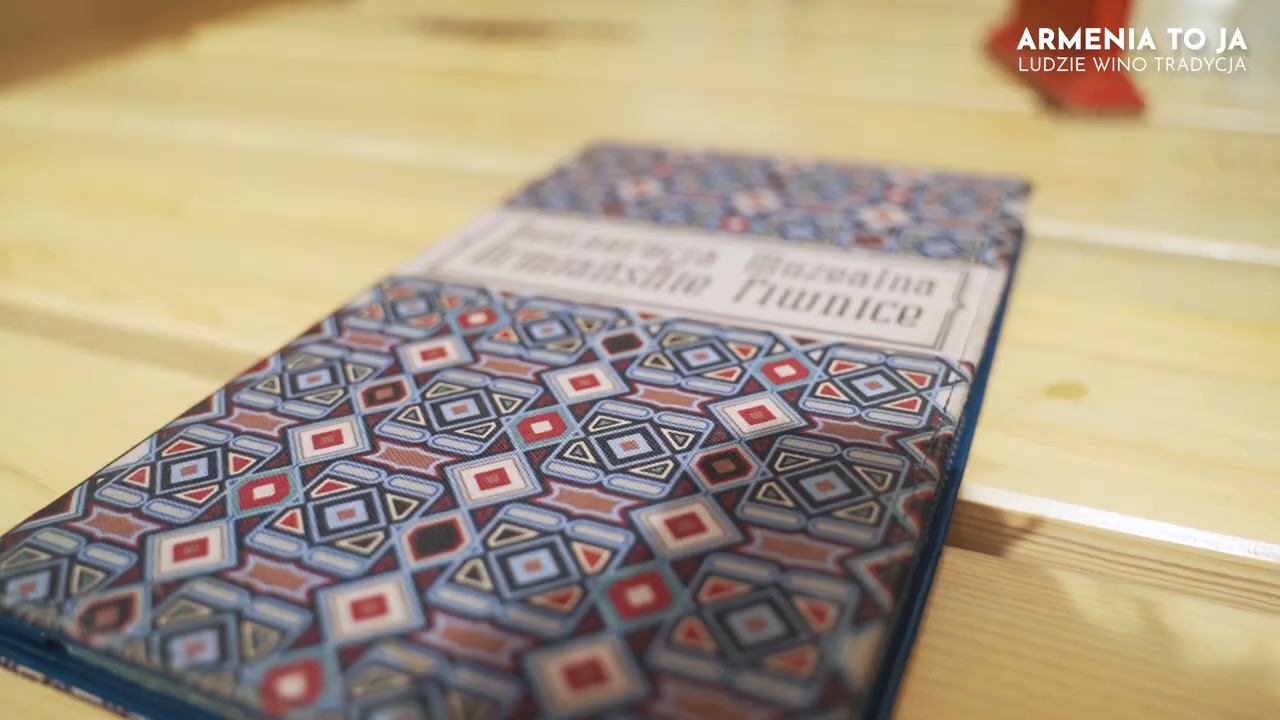 ARMENIA TO JA
LUDZIE WINO TRADYCJA
Muzealna
Ormiańskie Piwnice